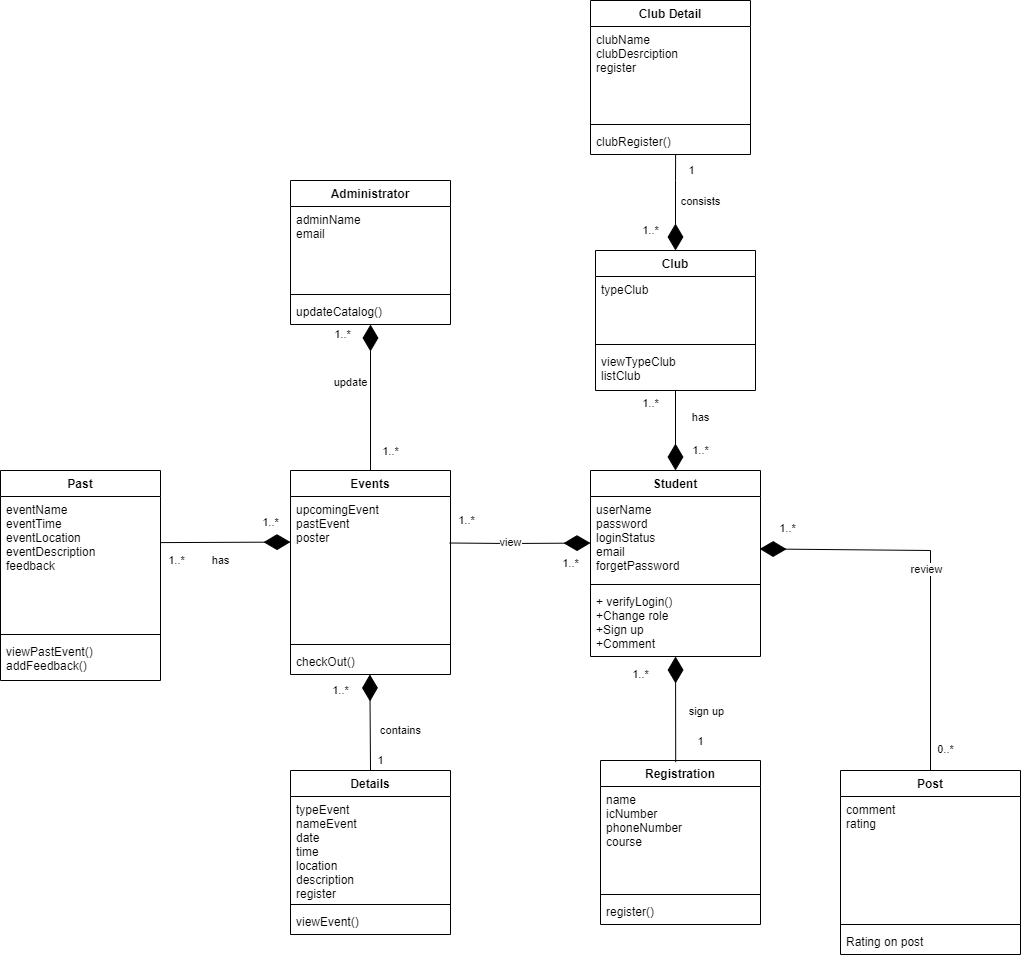 Club Detail
clubName
clubDesrciption
register
clubRegister()
1
consists
1..*
Administrator
adminName
email
updateCatalog()
1..*
update
1..*
Club
typeClub
viewTypeClub
listClub
1..*
has
1..*
Past
eventName
eventTime
eventLocation
eventDescription
feedback
viewPastEvent()
addFeedback()
1..*
has
1..*
Events
upcomingEvent
pastEvent
poster
checkOut()
1..*
view
1..*
Student
userName
password
loginStatus
email
forgetPassword
+ verifyLogin()
+Change role
+Sign up
+Comment
1..*
review
0..*
1..*
contains
1
1..*
sign up
1
Details
typeEvent
nameEvent
date
time
location
description
register
viewEvent()
Registration
name
icNumber
phoneNumber
course
register()
Post
comment
rating
Rating on post